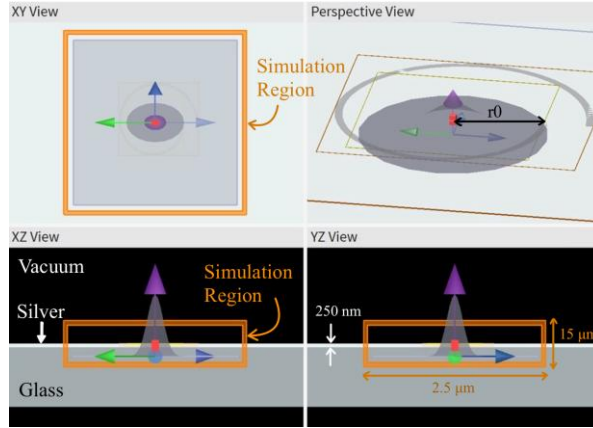 XY View
Perspective View
Simulation
Region
r0
XZ View
YZ View
Vacuum
Simulation
Region
Silver
250 nm
15 μm
Glass
2.5 μm